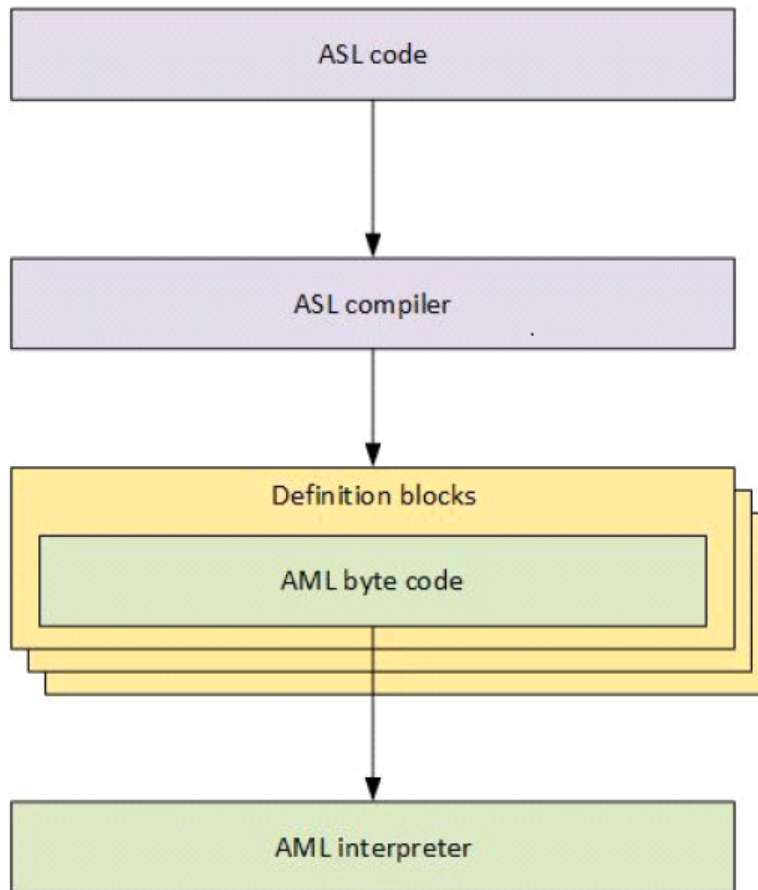 ASL code
ASL compiler
Definition blocks
AML byte code
AML interpreter